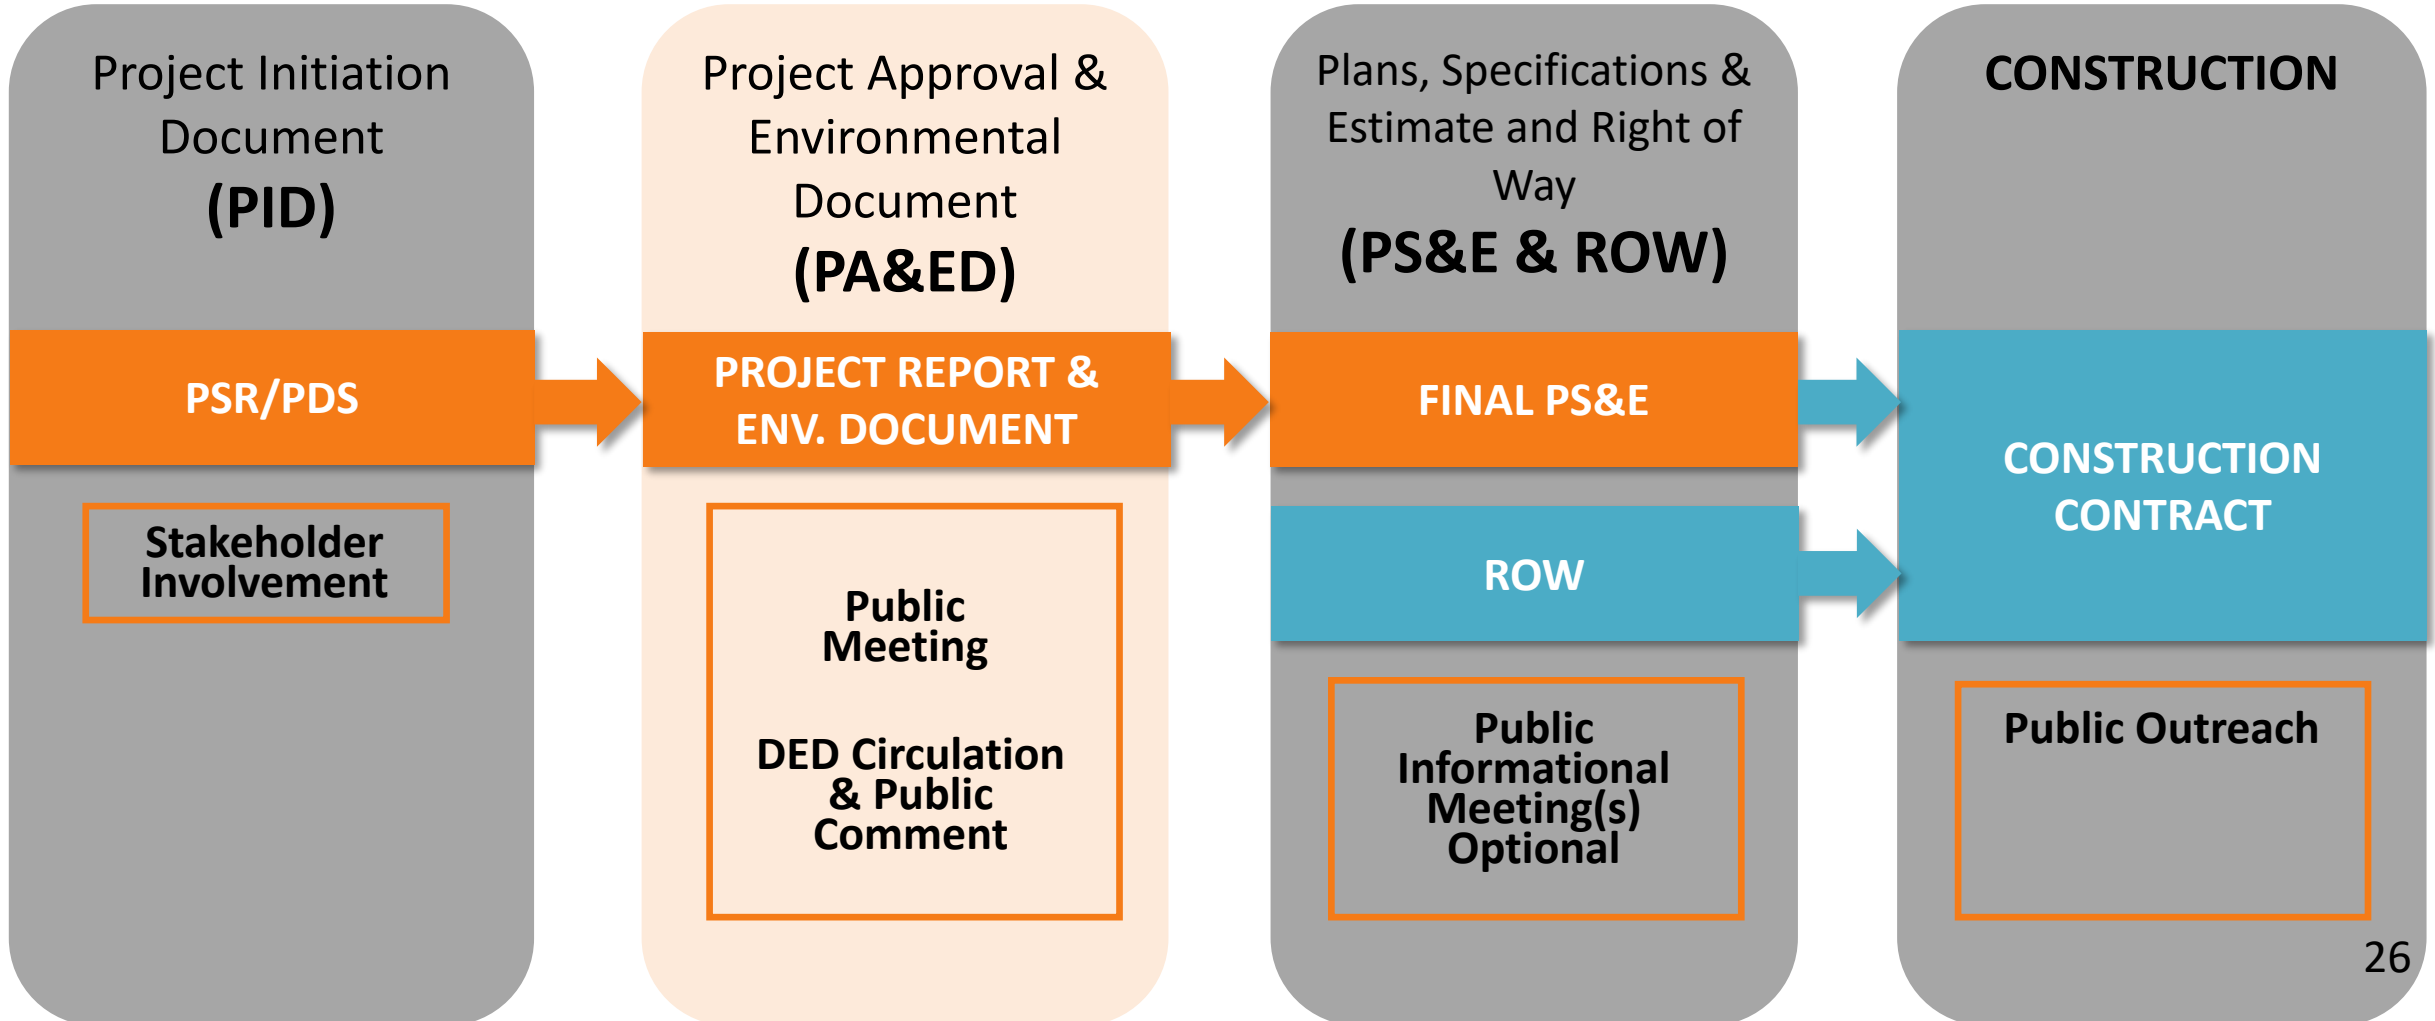 Project Initiation
Document
(PID)
PSR/PDS
Stakeholder
Involvement
Project Approval &
Environmental
Document
(PA&ED)
PROJECT REPORT &
ENV. DOCUMENT
Public
Meeting
DED Circulation
& Public
Comment
Plans, Specifications &
Estimate and Right of
Way
(PS&E & ROW)
FINAL PS&E
ROW
Public
Informational
Meeting(s)
Optional
CONSTRUCTION
CONSTRUCTION
CONTRACT
Public Outreach
26